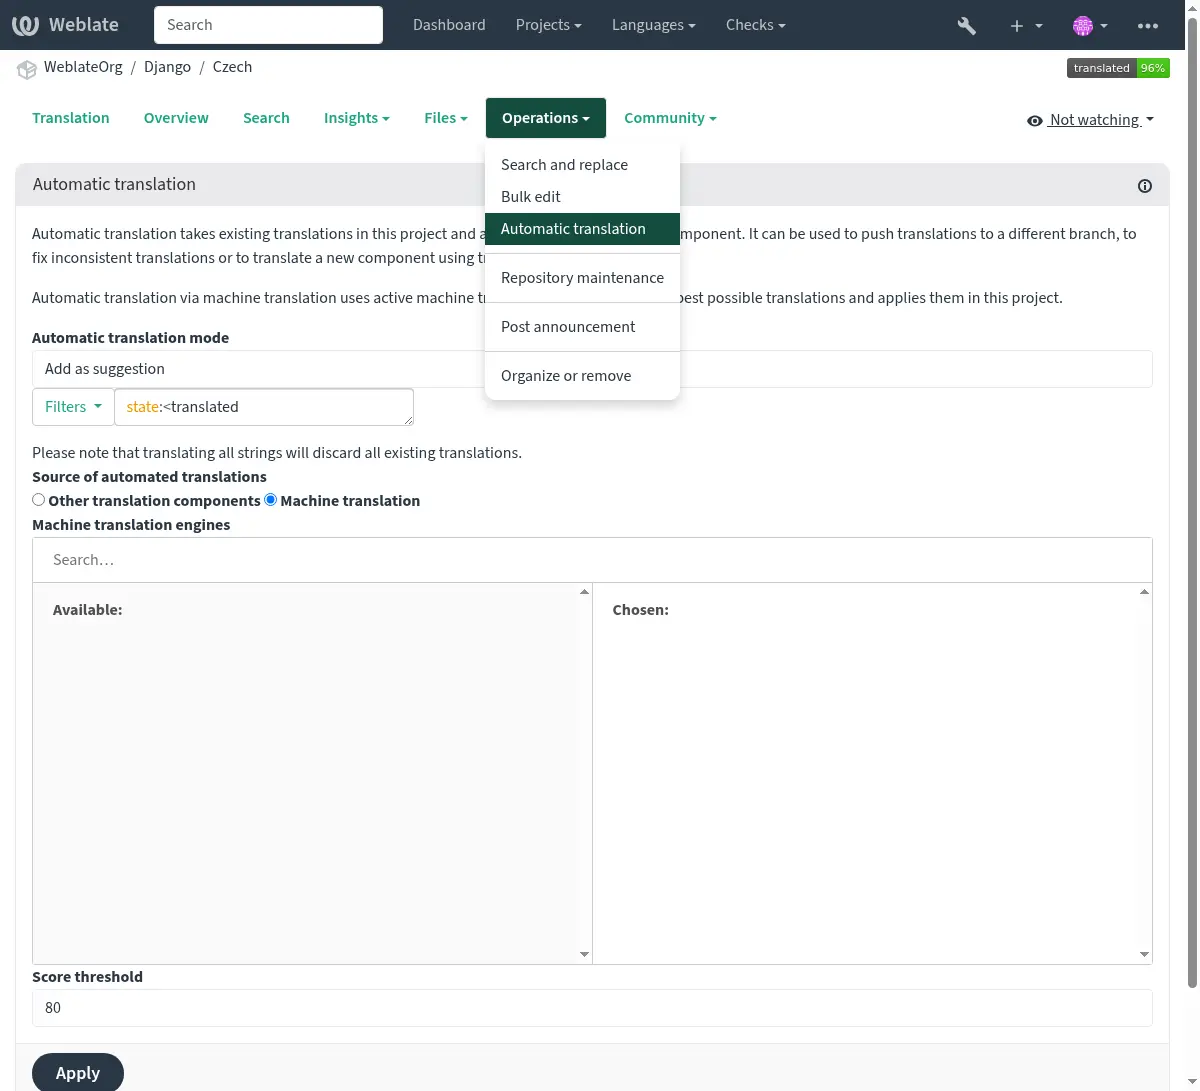 Weblate
Search
Dashboard
Projects
Languages
Checks
WeblateOrg / Django / Czech
translated 96%
Translation
Overview
Search
Insights
Files
Operations
Community
Not watching
Search and replace
Bulk edit
Automatic translation
Repository maintenance
Post announcement
Organize or remove
Automatic translation
Automatic translation takes existing translations in this project and a
mponent. It can be used to push translations to a different branch, to
fix inconsistent translations or to translate a new component using
Automatic translation via machine translation uses active machine
best possible translations and applies them in this project.
Automatic translation mode
Add as suggestion
Filters
state:<translated
Please note that translating all strings will discard all existing translations.
Source of automated translations
Other translation components Machine translation
Machine translation engines
Search…
Available:
Chosen:
Score threshold
80
Apply